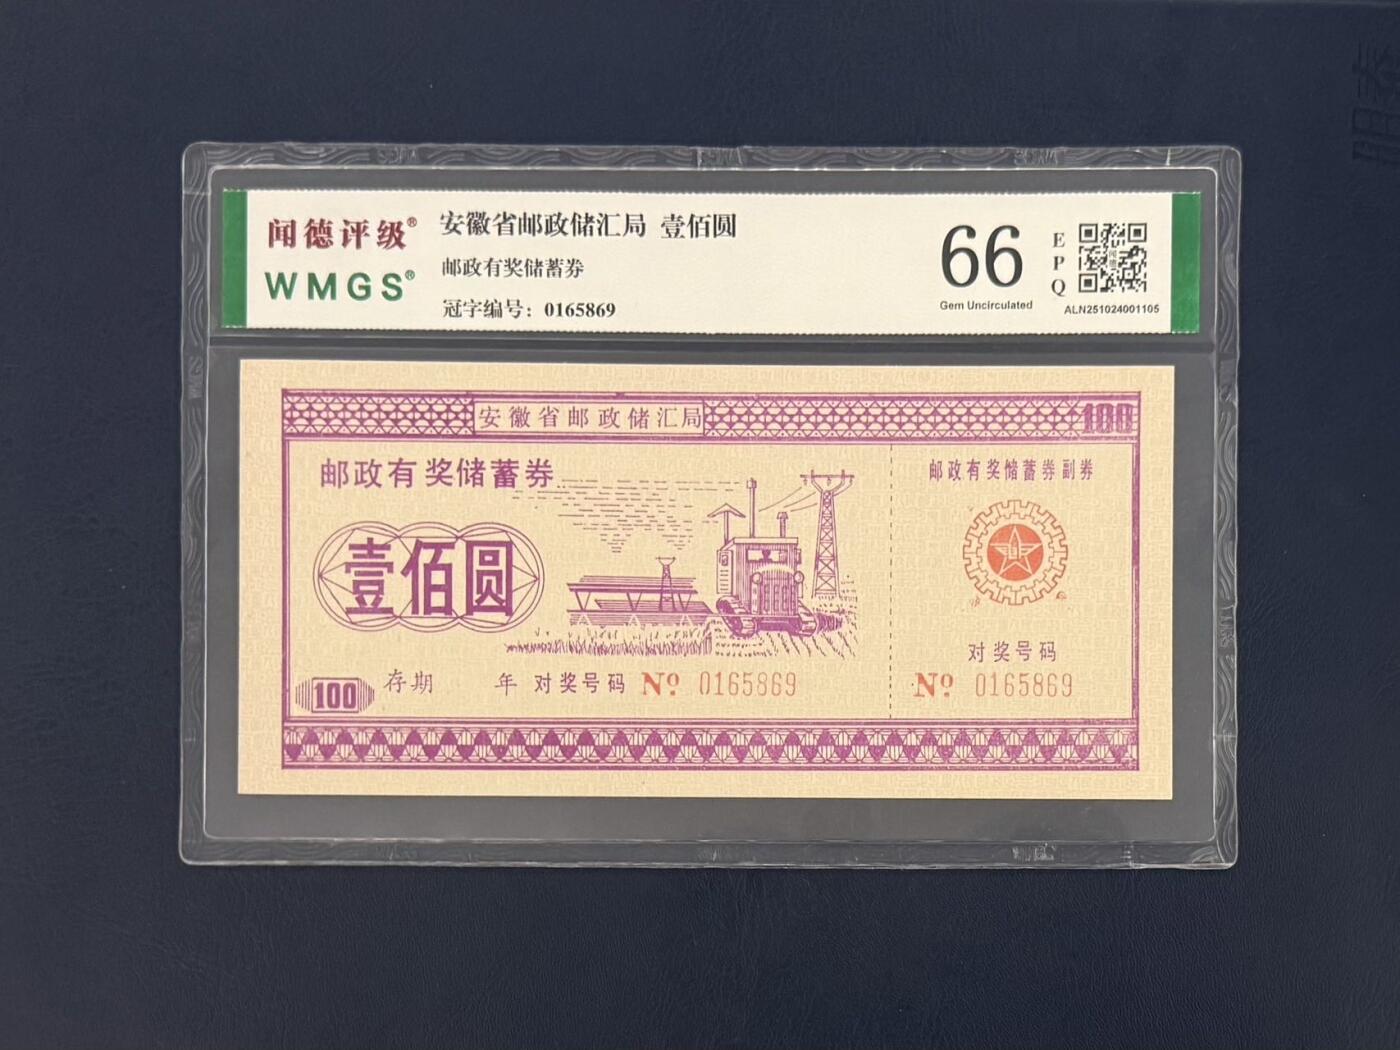 闻德评级®
WMGS®
安徽省邮政储汇局 壹佰圆
邮政有奖储蓄券
冠字编号：0165869
66
Gem Uncirculated
E
P
Q
ALN251024001105
安徽省邮政储汇局
100
邮政有奖储蓄券
壹佰圆
100
存期 年 对奖号码 Nº 0165869
邮政有奖储蓄券副券
对奖号码
Nº 0165869